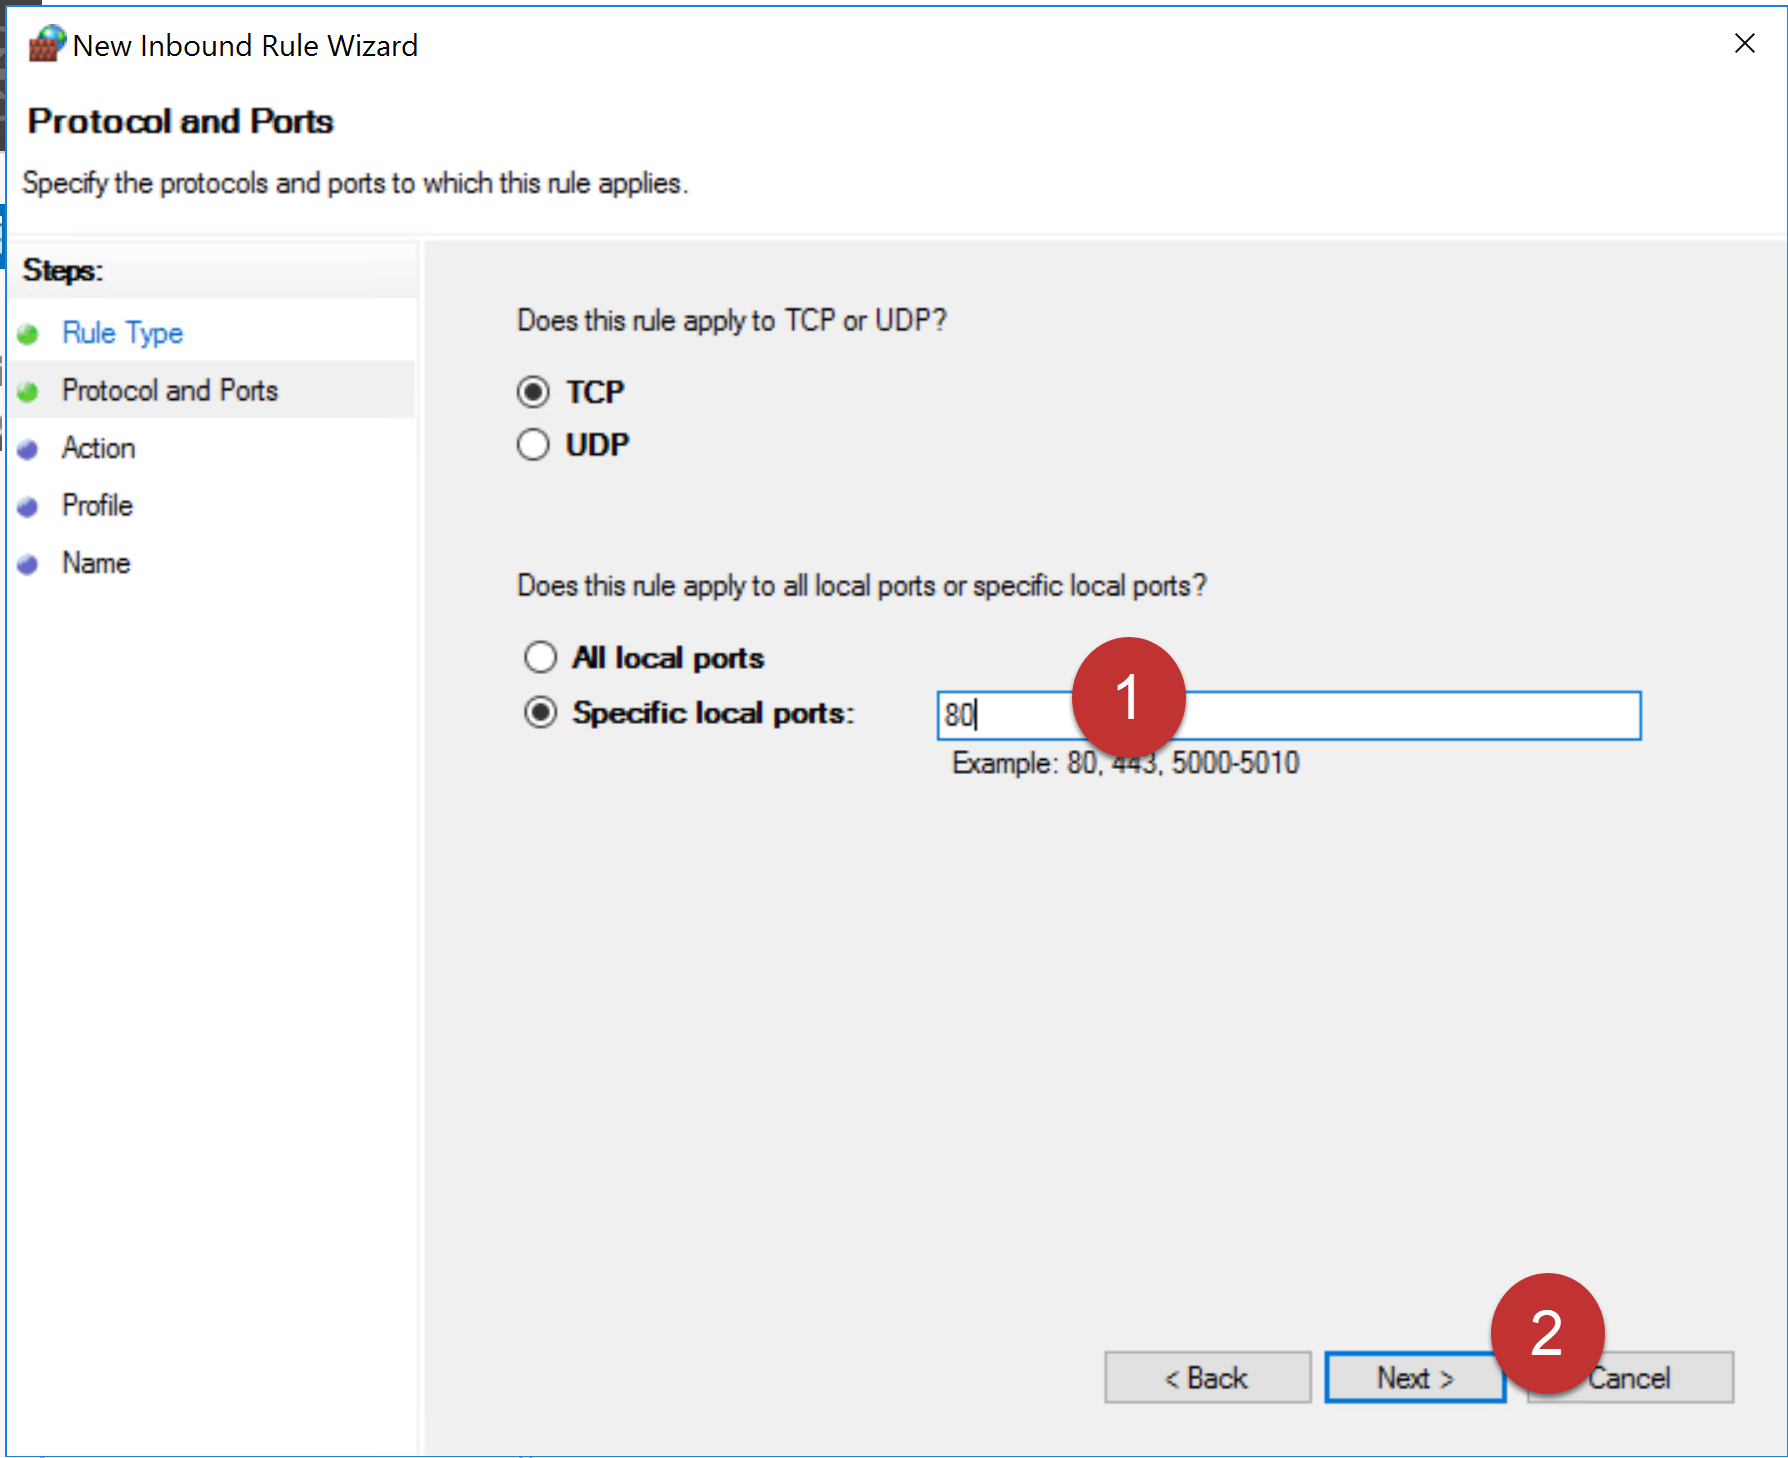 New Inbound Rule Wizard
Protocol and Ports
Specify the protocols and ports to which this rule applies.
Steps:
Rule Type
Protocol and Ports
Action
Profile
Name
Does this rule apply to TCP or UDP?
TCP
UDP
Does this rule apply to all local ports or specific local ports?
All local ports
Specific local ports: 80 1
Example: 80, 443, 5000-5010
2
< Back Next > Cancel